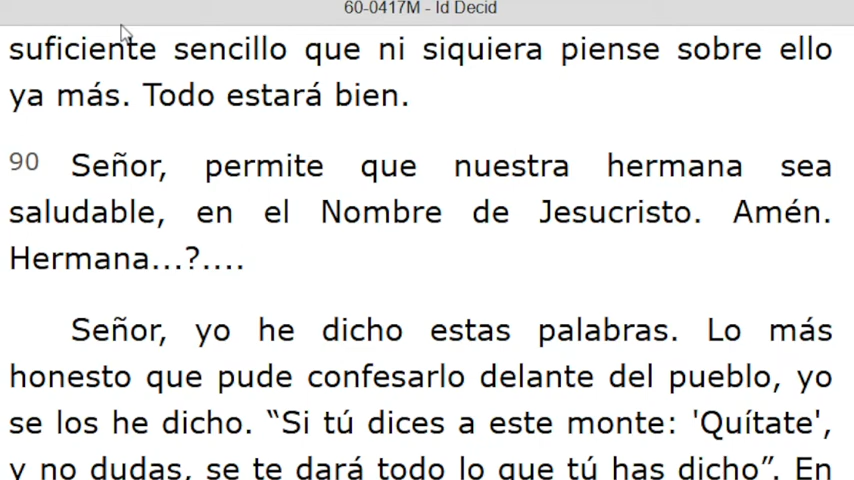 60-0417M - Id Decid
suficiente sencillo que ni siquiera piense sobre ello
ya más. Todo estará bien.
90 Señor, permite que nuestra hermana sea
saludable, en el Nombre de Jesucristo. Amén.
Hermana...?....
Señor, yo he dicho estas palabras. Lo más
honesto que pude confesarlo delante del pueblo, yo
se los he dicho. “Si tú dices a este monte: 'Quítate',
y no dudas, se te dará todo lo que tú has dicho”. En